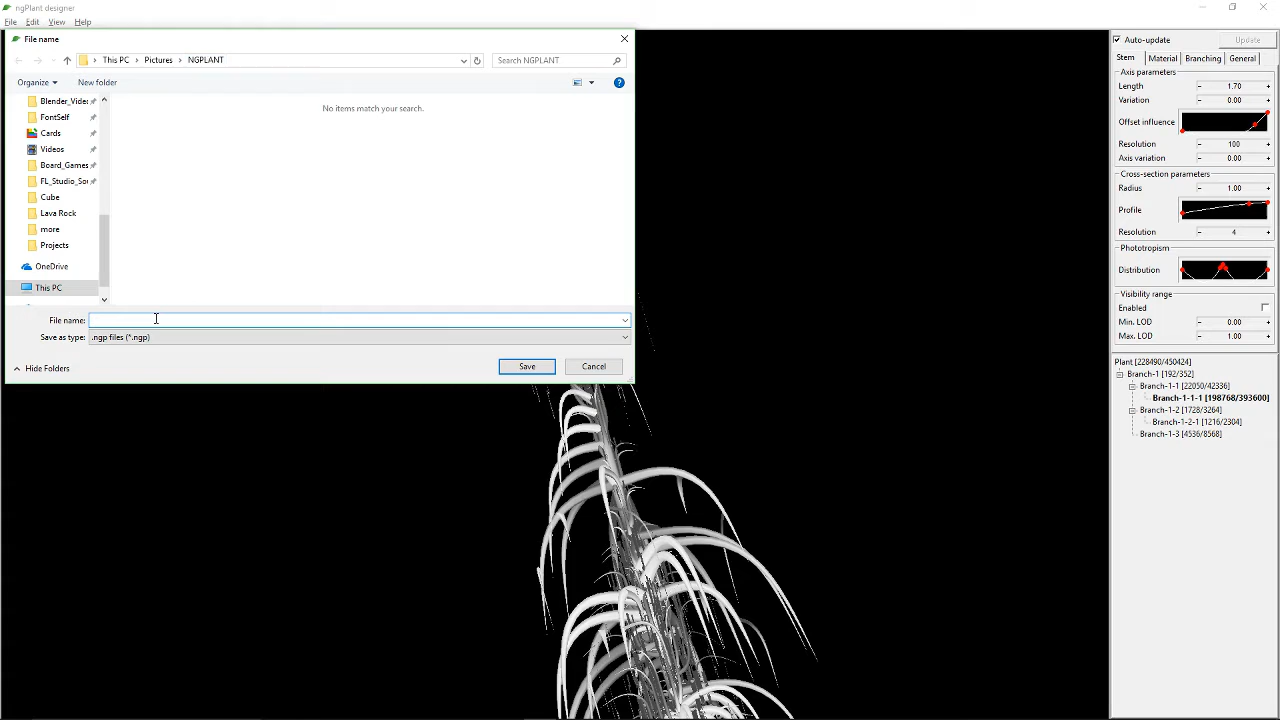 ngPlant designer
File Edit View Help
File name
This PC Pictures NGPLANT
Search NGPLANT
Organize New folder
Blender_Videc
FontSelf
Cards
Videos
Board_Games
FL_Studio_Sou
Cube
Lava Rock
more
Projects
OneDrive
This PC
No items match your search.
File name:
Save as type: .ngp files (*.ngp)
Hide Folders
Save Cancel
Auto-update Update
Stem Material Branching General
Axis parameters
Length - 1.70 +
Variation - 0.00 +
Offset influence
Resolution - 100 +
Axis variation - 0.00 +
Cross-section parameters
Radius - 1.00 +
Profile
Resolution - 4 +
Phototropism
Distribution
Visibility range
Enabled
Min. LOD - 0.00 +
Max. LOD - 1.00 +
Plant [228490/450424]
Branch-1 [192/352]
Branch-1-1 [22050/42336]
Branch-1-1-1 [198768/393600]
Branch-1-2 [1728/3264]
Branch-1-2-1 [1216/2304]
Branch-1-3 [4536/8568]